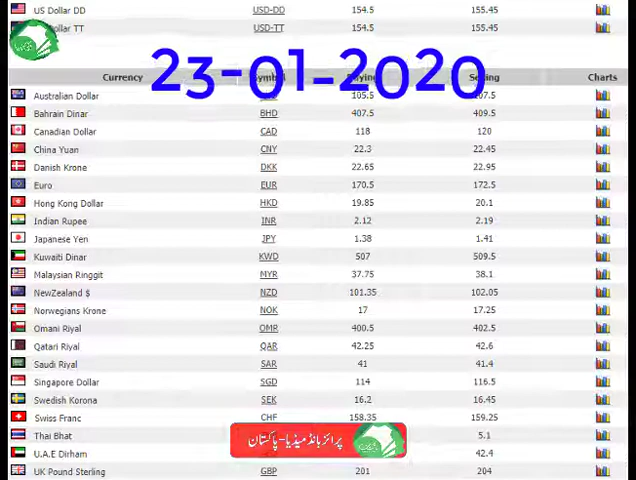 US Dollar DD USD-DD 154.5 155.45
Dollar TT USD-TT 154.5 155.45
23-01-2020
Currency Symbol Buying Selling Charts
Australian Dollar 105.5 107.5
Bahrain Dinar BHD 407.5 409.5
Canadian Dollar CAD 118 120
China Yuan CNY 22.3 22.45
Danish Krone DKK 22.65 22.95
Euro EUR 170.5 172.5
Hong Kong Dollar HKD 19.85 20.1
Indian Rupee INR 2.12 2.19
Japanese Yen JPY 1.38 1.41
Kuwaiti Dinar KWD 507 509.5
Malaysian Ringgit MYR 37.75 38.1
NewZealand $ NZD 101.35 102.05
Norwegians Krone NOK 17 17.25
Omani Riyal OMR 400.5 402.5
Qatari Riyal QAR 42.25 42.6
Saudi Riyal SAR 41 41.4
Singapore Dollar SGD 114 116.5
Swedish Korona SEK 16.2 16.45
Swiss Franc CHF 158.35 159.25
Thai Bhat 5.1
U.A.E Dirham 42.4
پرائز بانڈ میڈیا-پاکستان
UK Pound Sterling GBP 201 204